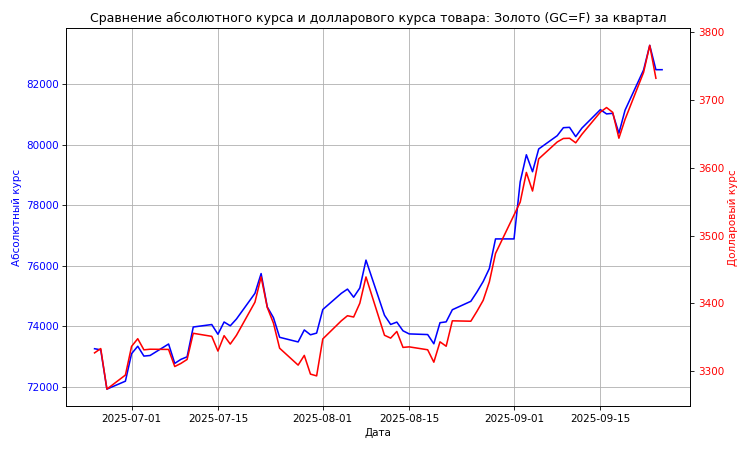 Сравнение абсолютного курса и долларового курса товара: Золото (GC=F) за квартал
Абсолютный курс
82000
80000
78000
76000
74000
72000
3800
3700
3600
3500
3400
3300
Долларовый курс
2025-07-01 2025-07-15 2025-08-01 2025-08-15 2025-09-01 2025-09-15
Дата